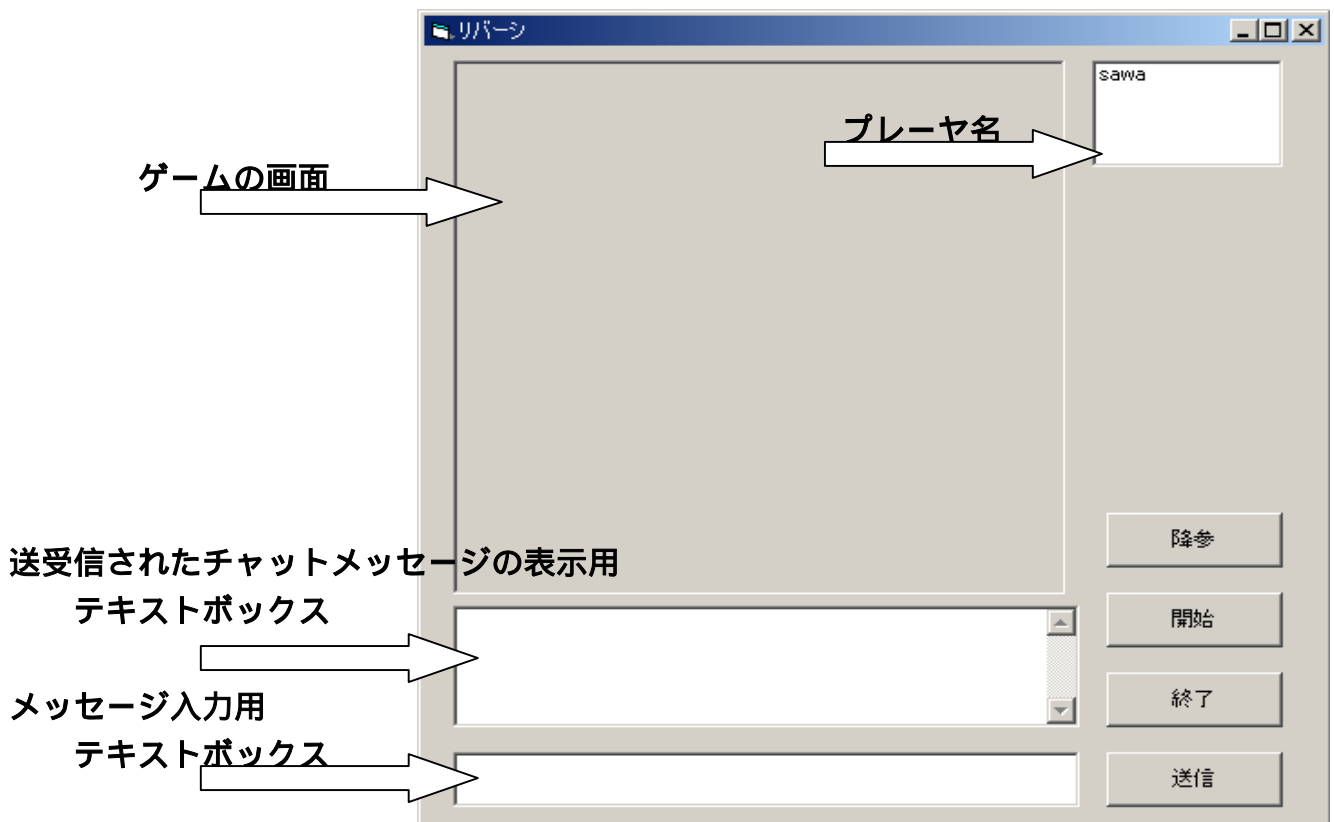 リバーシ
sawa
プレーヤ名
ゲームの画面
降参
送受信されたチャットメッセージの表示用
テキストボックス
開始
メッセージ入力用
終了
テキストボックス
送信